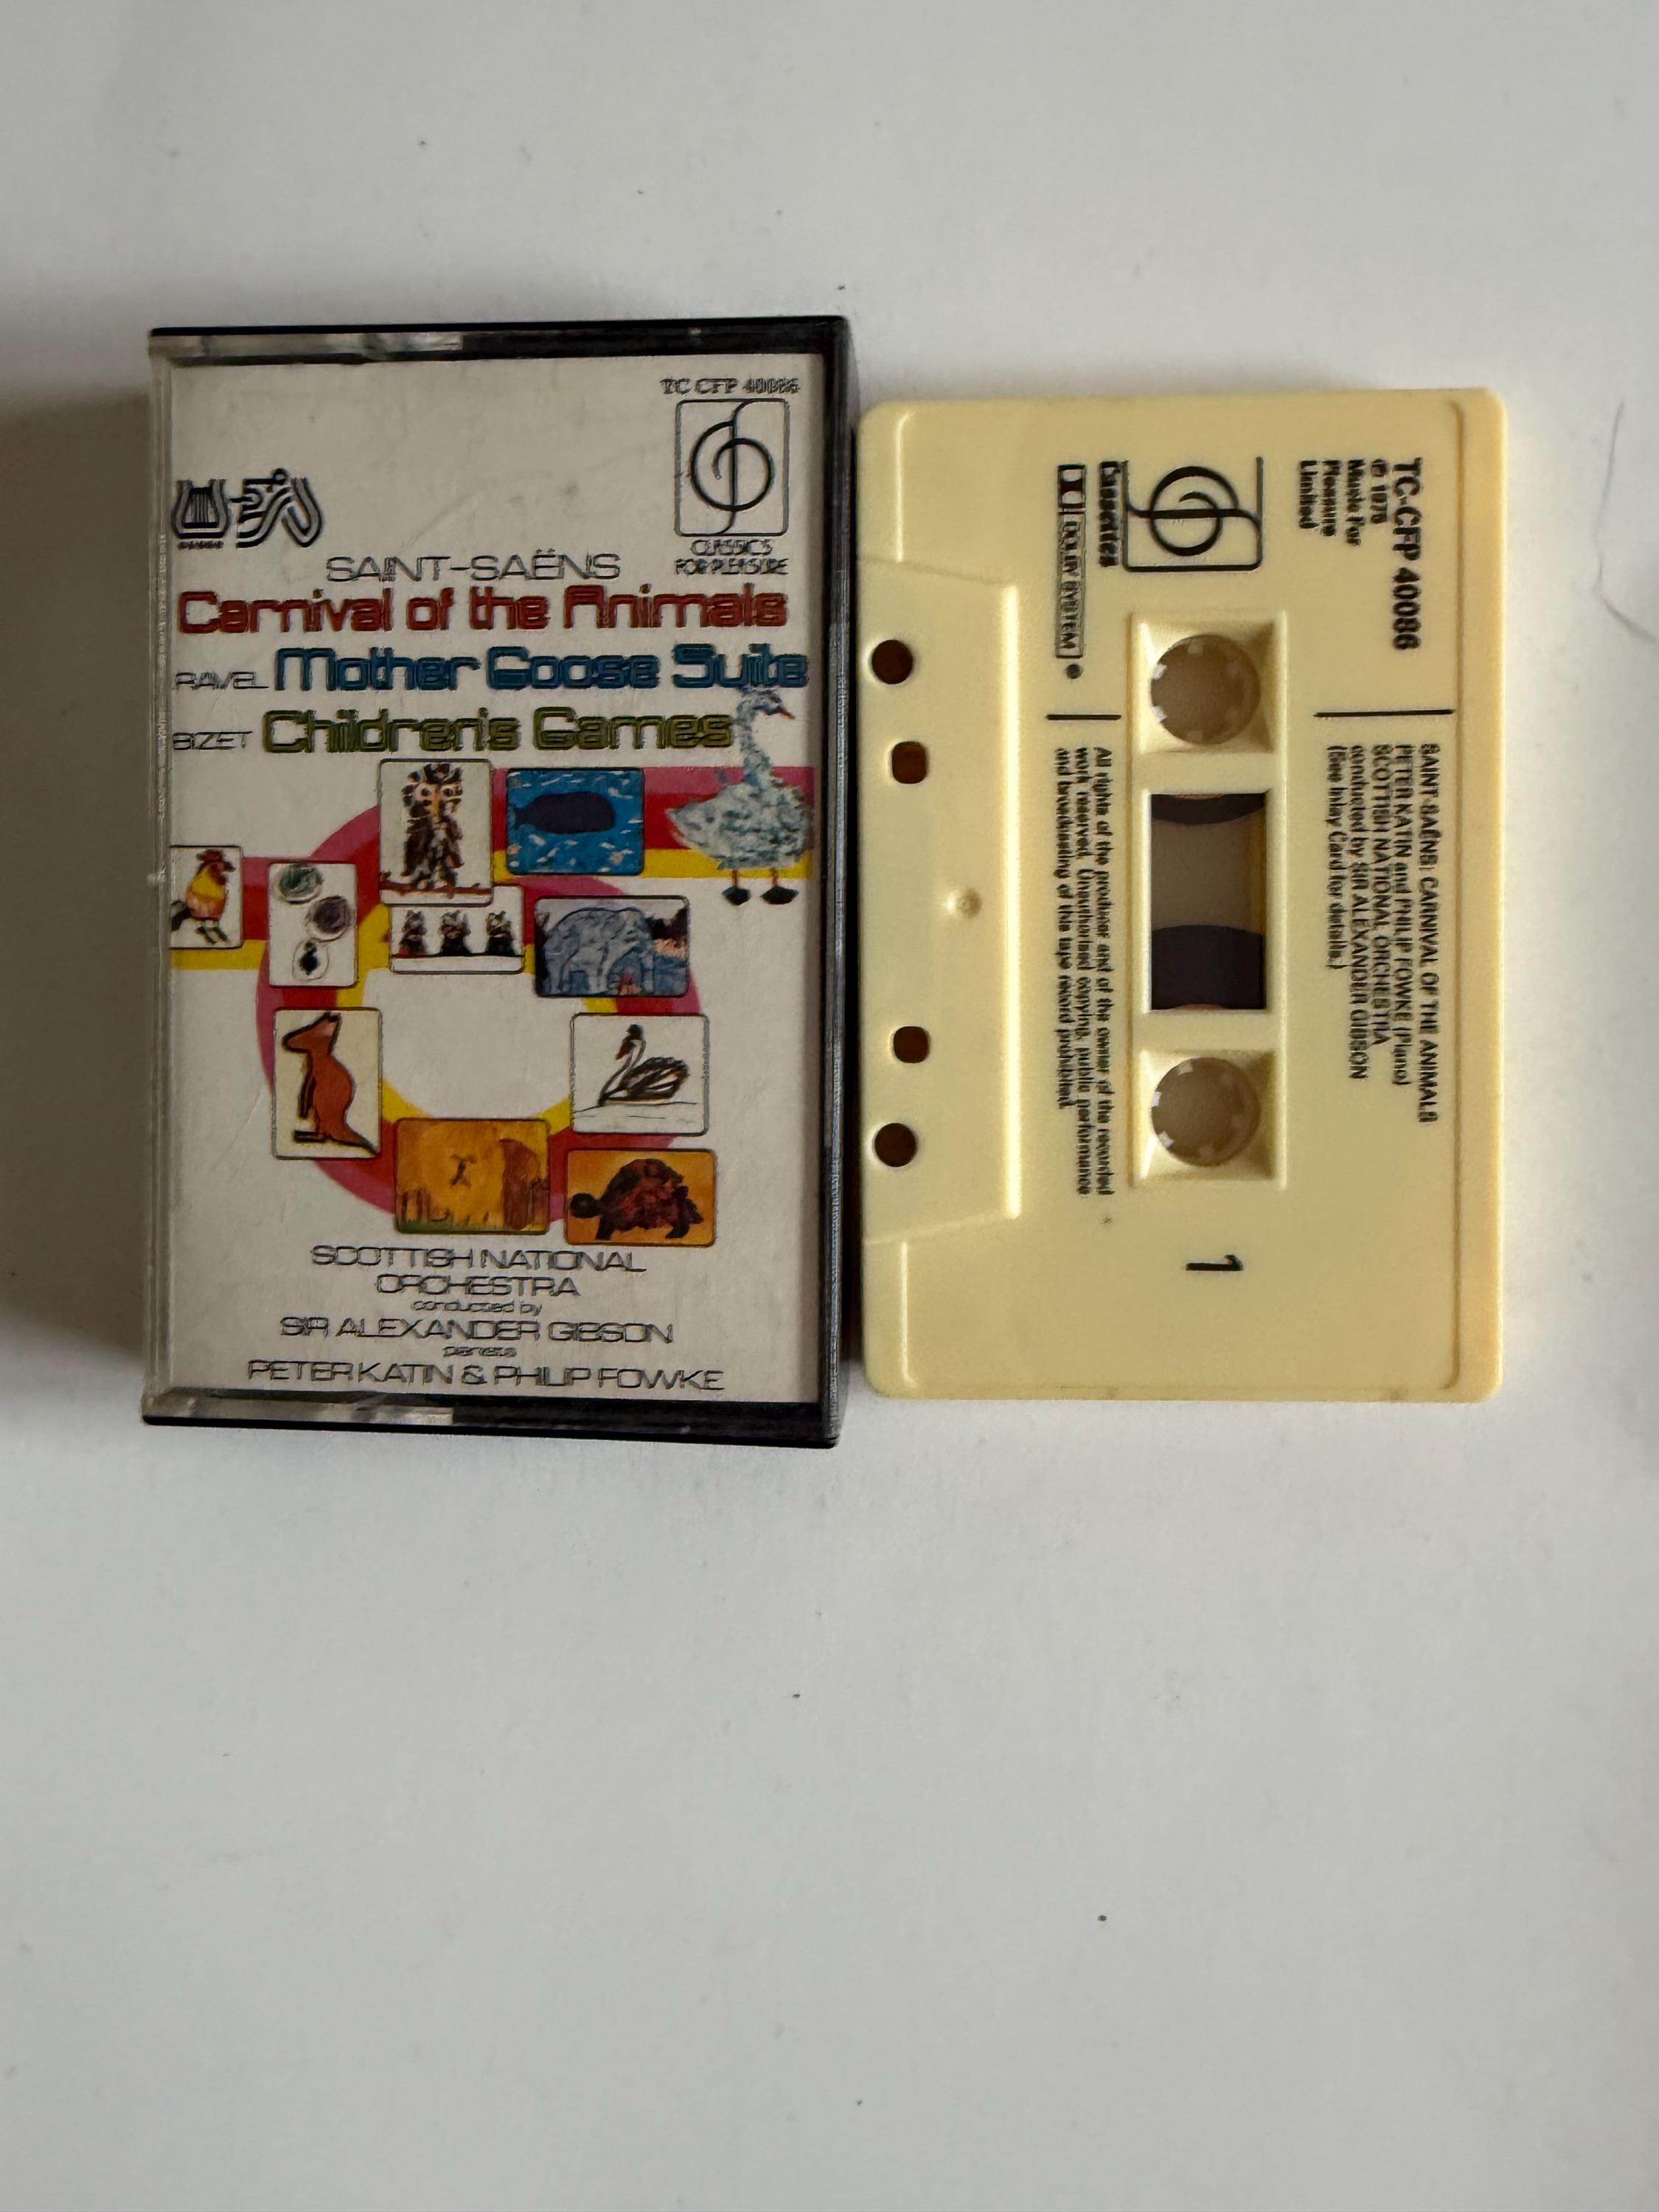 TC CFP 40086
CLASSICS
FOR PLEASURE
SAINT-SAËNS
Carnival of the Animals
RAVEL Mother Goose Suite
BIZET Children's Games
SCOTTISH NATIONAL
ORCHESTRA
conducted by
SIR ALEXANDER GIBSON
pianists
PETER KATIN & PHILIP FOWKE
TC-CFP 40086
Music For
Pleasure
Limited
Cassettes
DOLBY SYSTEM
SAINT-SAËNS: CARNIVAL OF THE ANIMALS
PETER KATIN and PHILIP FOWKE (Piano)
SCOTTISH NATIONAL ORCHESTRA
conducted by SIR ALEXANDER GIBSON
(See Inlay Card for details.)
All rights of the producer and of the owner of the recorded
work reserved. Unauthorised copying, public performance
and broadcasting of this tape record prohibited.
1